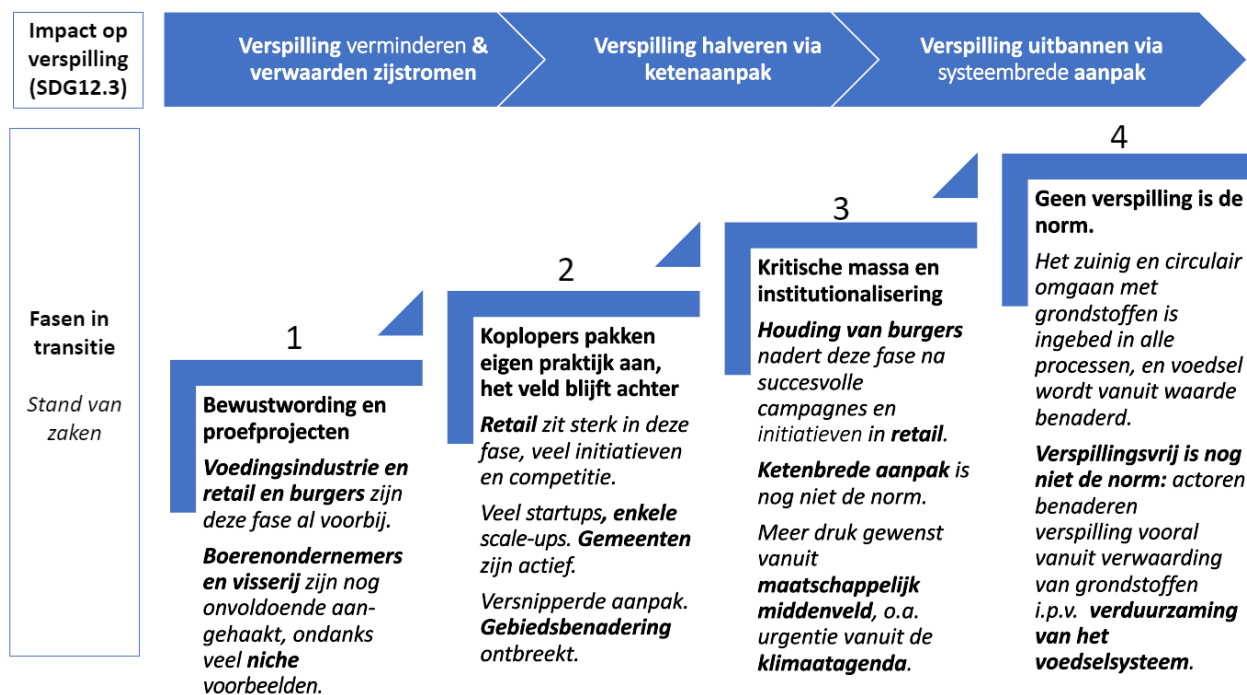 Impact op
verspilling
(SDG12.3)
Verspilling verminderen &
verwaarden zijstromen
Verspilling halveren via
ketenaanpak
Verspilling uitbannen via
systeembrede aanpak
Fasen in
transitie
Stand van
zaken
1
Bewustwording en
proefprojecten
Voedingsindustrie en
retail en burgers zijn
deze fase al voorbij.
Boerenondernemers
en visserij zijn nog
onvoldoende aan-
gehaakt, ondanks
veel niche
voorbeelden.
2
Koplopers pakken
eigen praktijk aan,
het veld blijft achter
Retail zit sterk in deze
fase, veel initiatieven
en competitie.
Veel startups, enkele
scale-ups. Gemeenten
zijn actief.
Versnipperde aanpak.
Gebiedsbenadering
ontbreekt.
3
Kritische massa en
institutionalisering
Houding van burgers
nadert deze fase na
succesvolle
campagnes en
initiatieven in retail.
Ketenbrede aanpak is
nog niet de norm.
Meer druk gewenst
vanuit
maatschappelijk
middenveld, o.a.
urgentie vanuit de
klimaatagenda.
4
Geen verspilling is de
norm.
Het zuinig en circulair
omgaan met
grondstoffen is
ingebed in alle
processen, en voedsel
wordt vanuit waarde
benaderd.
Verspillingsvrij is nog
niet de norm: actoren
benaderen
verspilling vooral
vanuit verwaarding
van grondstoffen
i.p.v. verduurzaming
van het
voedselsysteem.